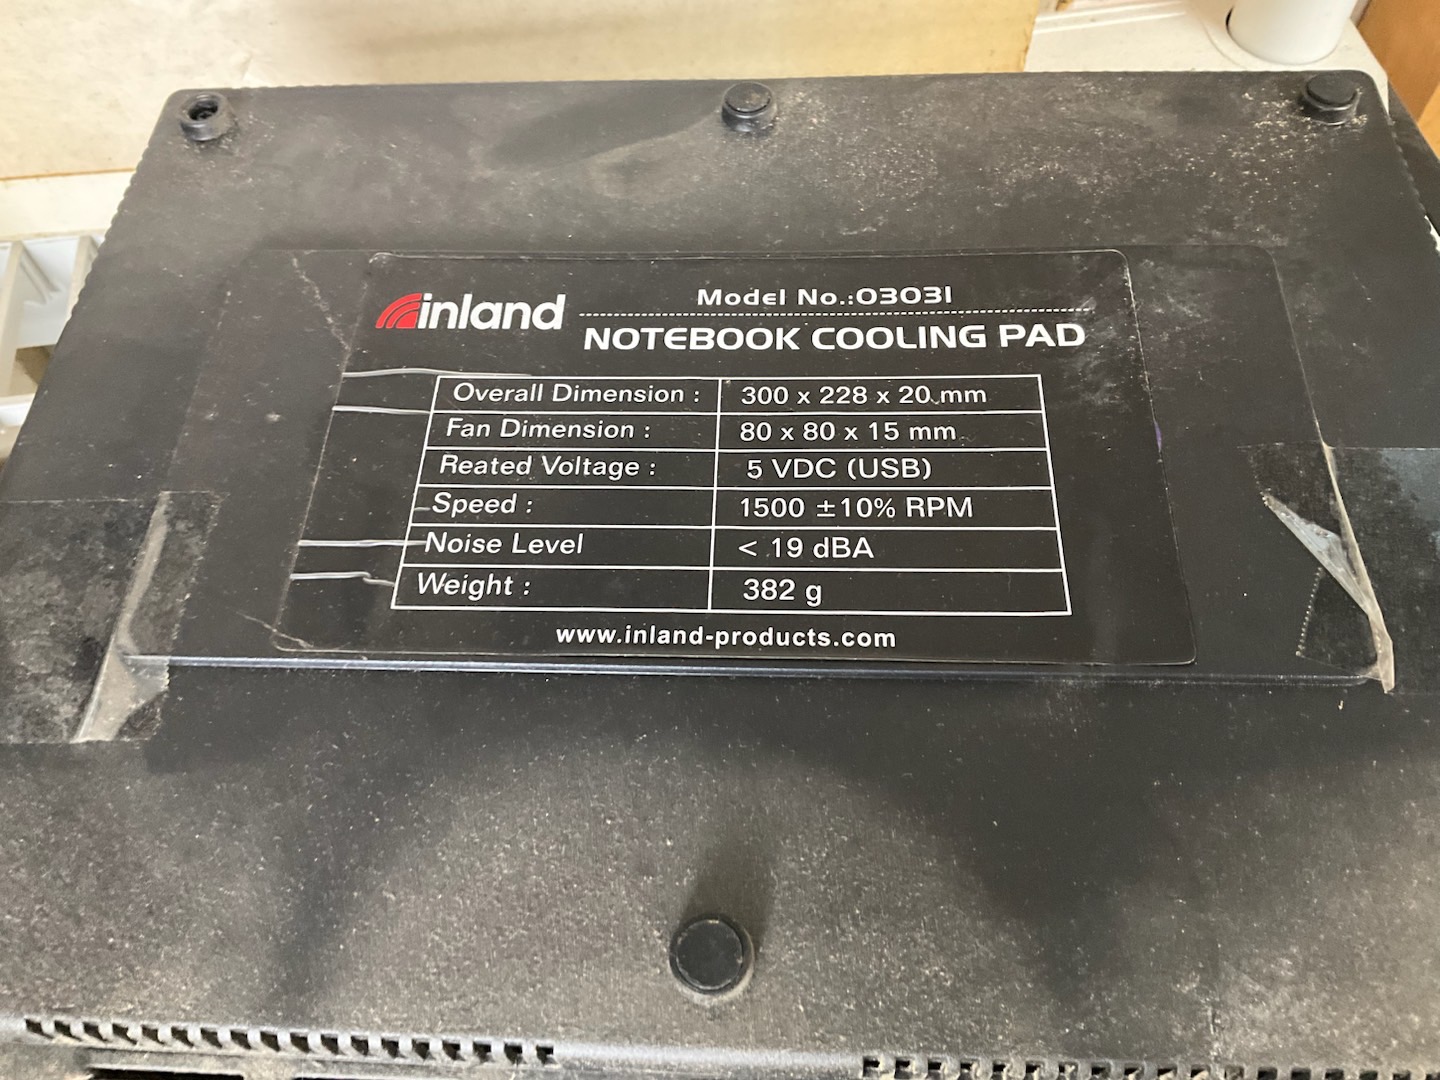 inland
Model No.:03031
NOTEBOOK COOLING PAD
Overall Dimension : 300 x 228 x 20 mm
Fan Dimension : 80 x 80 x 15 mm
Reated Voltage : 5 VDC (USB)
Speed : 1500 ±10% RPM
Noise Level < 19 dBA
Weight : 382 g
www.inland-products.com